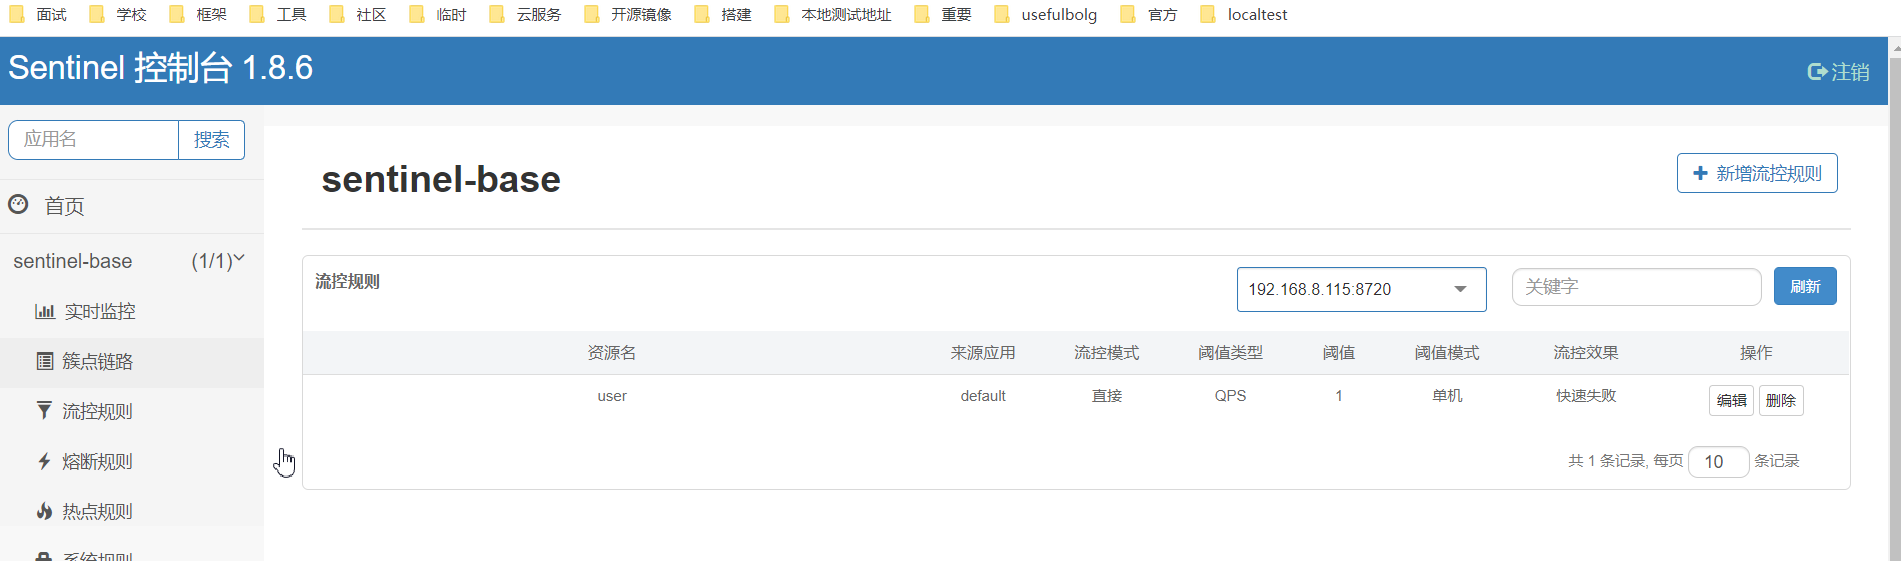 面试 学校 框架 工具 社区 临时 云服务 开源镜像 搭建 本地测试地址 重要 usefulbolg 官方 localtest
Sentinel 控制台 1.8.6
注销
应用名 搜索
首页
sentinel-base (1/1)
实时监控
簇点链路
流控规则
熔断规则
热点规则
系统规则
sentinel-base
新增流控规则
流控规则 192.168.8.115:8720 关键字 刷新
资源名 来源应用 流控模式 阈值类型 阈值 阈值模式 流控效果 操作
user default 直接 QPS 1 单机 快速失败 编辑 删除
共 1 条记录, 每页 10 条记录